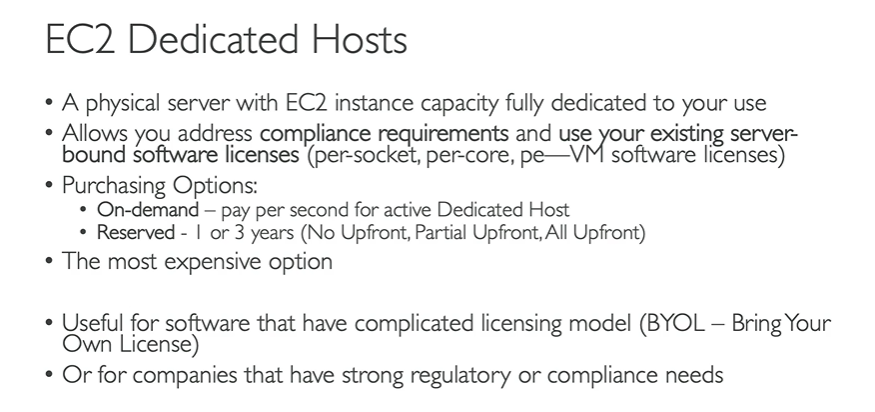 EC2 Dedicated Hosts
• A physical server with EC2 instance capacity fully dedicated to your use
• Allows you address compliance requirements and use your existing server-
bound software licenses (per-socket, per-core, pe—VM software licenses)
• Purchasing Options:
• On-demand – pay per second for active Dedicated Host
• Reserved - 1 or 3 years (No Upfront, Partial Upfront, All Upfront)
• The most expensive option
• Useful for software that have complicated licensing model (BYOL – Bring Your
Own License)
• Or for companies that have strong regulatory or compliance needs